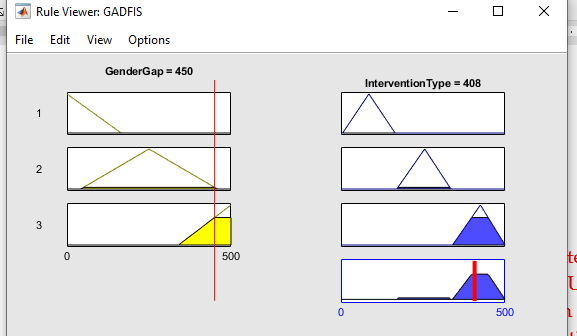 Rule Viewer: GADFIS
File Edit View Options
GenderGap = 450
InterventionType = 408
1
2
3
0 500
0 500